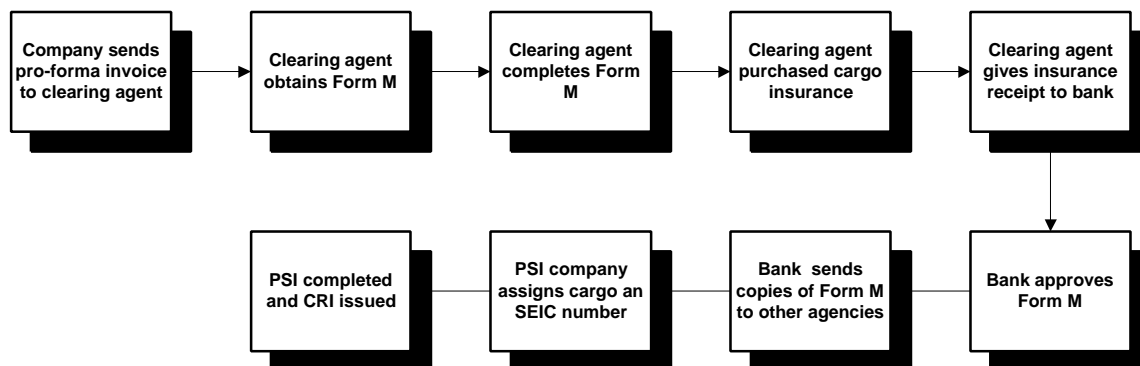 Company sends
pro-forma invoice
to clearing agent
Clearing agent
obtains Form M
Clearing agent
completes Form
M
Clearing agent
purchased cargo
insurance
Clearing agent
gives insurance
receipt to bank
Bank approves
Form M
Bank sends
copies of Form M
to other agencies
PSI company
assigns cargo an
SEIC number
PSI completed
and CRI issued